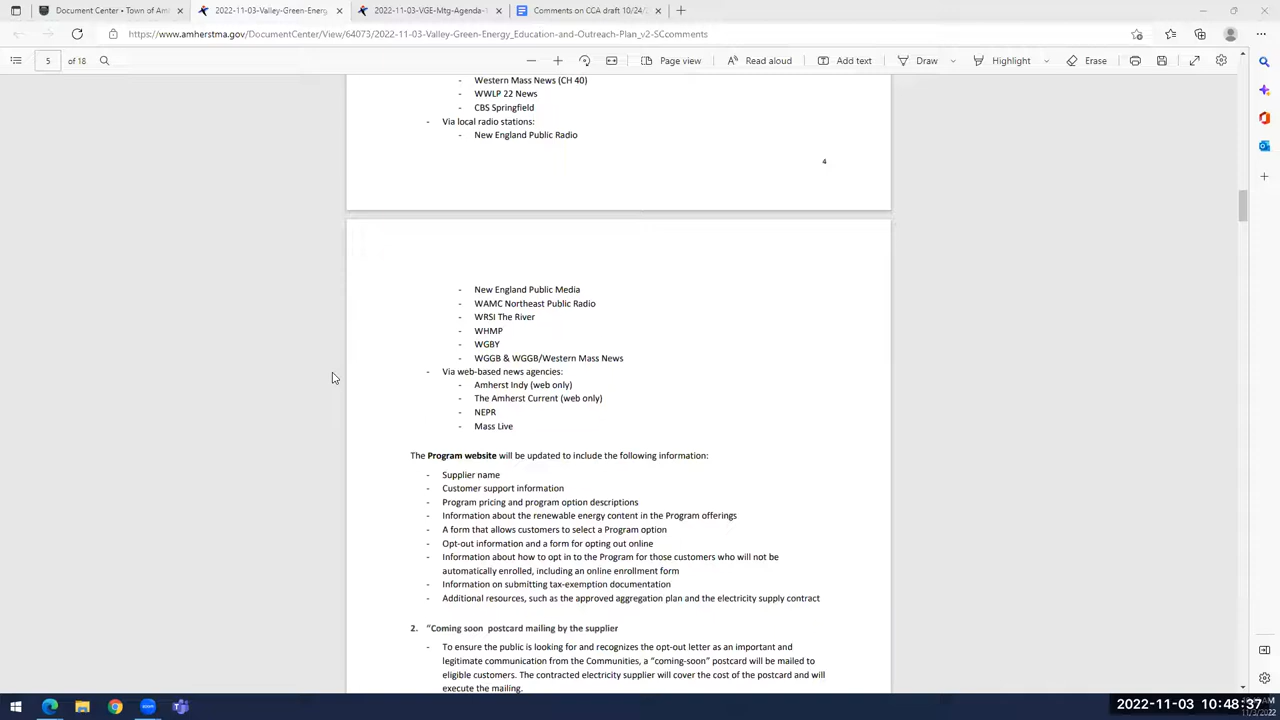 Document Center • Town of Am
2022-11-03-Valley-Green-Energ
2022-11-03-VGE-Mtg-Agenda-
Comments on CCA draft 10/24/
https://www.amherstma.gov/DocumentCenter/View/64073/2022-11-03-Valley-Green-Energy_Education-and-Outreach-Plan_v2-SCcomments
5 of 18 Page view Read aloud Add text Draw Highlight Erase
- Western Mass News (CH 40)
- WWLP 22 News
- CBS Springfield
- Via local radio stations:
- New England Public Radio
4
- New England Public Media
- WAMC Northeast Public Radio
- WRSI The River
- WHMP
- WGBY
- WGGB & WGGB/Western Mass News
- Via web-based news agencies:
- Amherst Indy (web only)
- The Amherst Current (web only)
- NEPR
- Mass Live
The Program website will be updated to include the following information:
- Supplier name
- Customer support information
- Program pricing and program option descriptions
- Information about the renewable energy content in the Program offerings
- A form that allows customers to select a Program option
- Opt-out information and a form for opting out online
- Information about how to opt in to the Program for those customers who will not be
automatically enrolled, including an online enrollment form
- Information on submitting tax-exemption documentation
- Additional resources, such as the approved aggregation plan and the electricity supply contract
2. “Coming soon postcard mailing by the supplier
- To ensure the public is looking for and recognizes the opt-out letter as an important and
legitimate communication from the Communities, a “coming-soon” postcard will be mailed to
eligible customers. The contracted electricity supplier will cover the cost of the postcard and will
execute the mailing.
2022-11-03 10:48:37